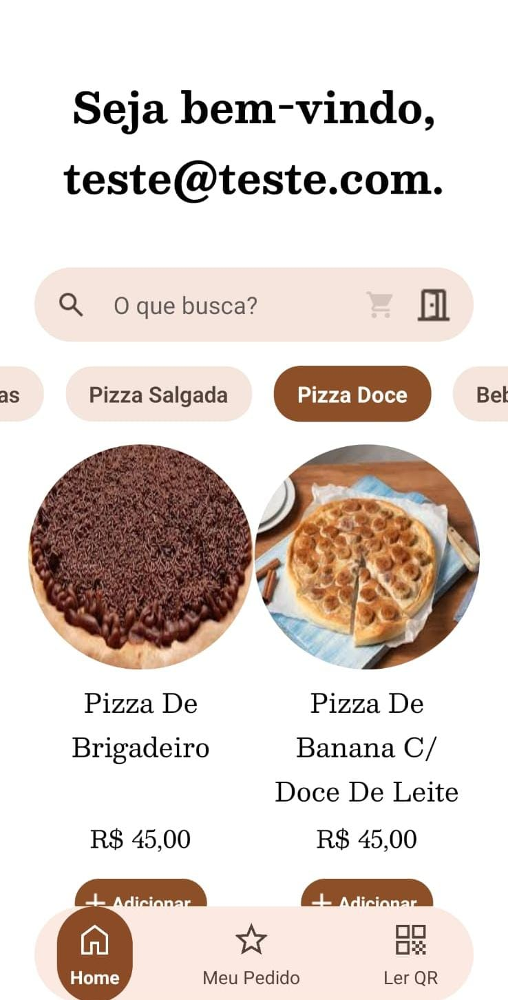 Seja bem-vindo,
teste@teste.com.
O que busca?
as
Pizza Salgada
Pizza Doce
Beb
Pizza De
Brigadeiro
Pizza De
Banana C/
Doce De Leite
R$ 45,00
R$ 45,00
+ Adicionar
+ Adicionar
Home
Meu Pedido
Ler QR